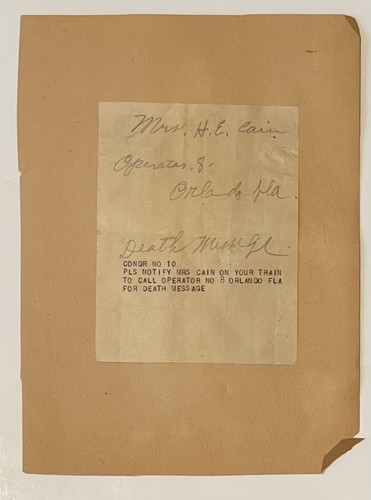 Mrs. H.E. Cain
Operator 8-
Orlando, fla.
Death Message
CONDR NO 10
PLS NOTIFY MRS CAIN ON YOUR TRAIN
TO CALL OPERATOR NO 8 ORLANDO FLA
FOR DEATH MESSAGE